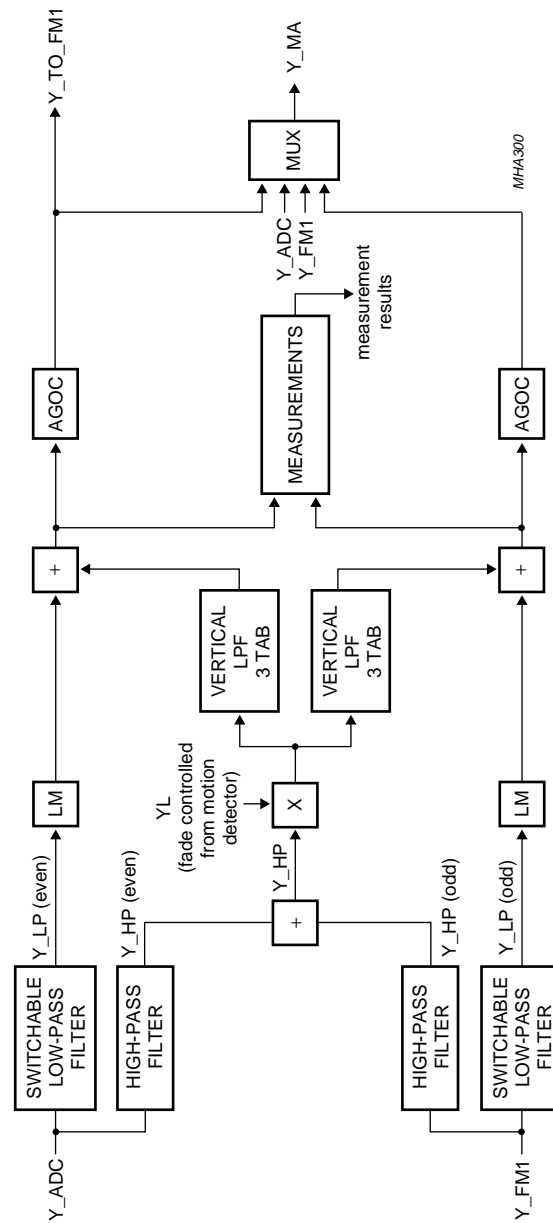 Y_ADC
SWITCHABLE
LOW-PASS
FILTER
Y_LP (even)
LM
+
AGOC
Y_TO_FM1
HIGH-PASS
FILTER
Y_HP (even)
VERTICAL
LPF
3 TAB
YL
(fade controlled
from motion
detector)
+
Y_HP
X
MEASUREMENTS
measurement
results
Y_ADC
Y_FM1
MUX
Y_MA
VERTICAL
LPF
3 TAB
HIGH-PASS
FILTER
Y_HP (odd)
Y_FM1
SWITCHABLE
LOW-PASS
FILTER
Y_LP (odd)
LM
+
AGOC
MHA300